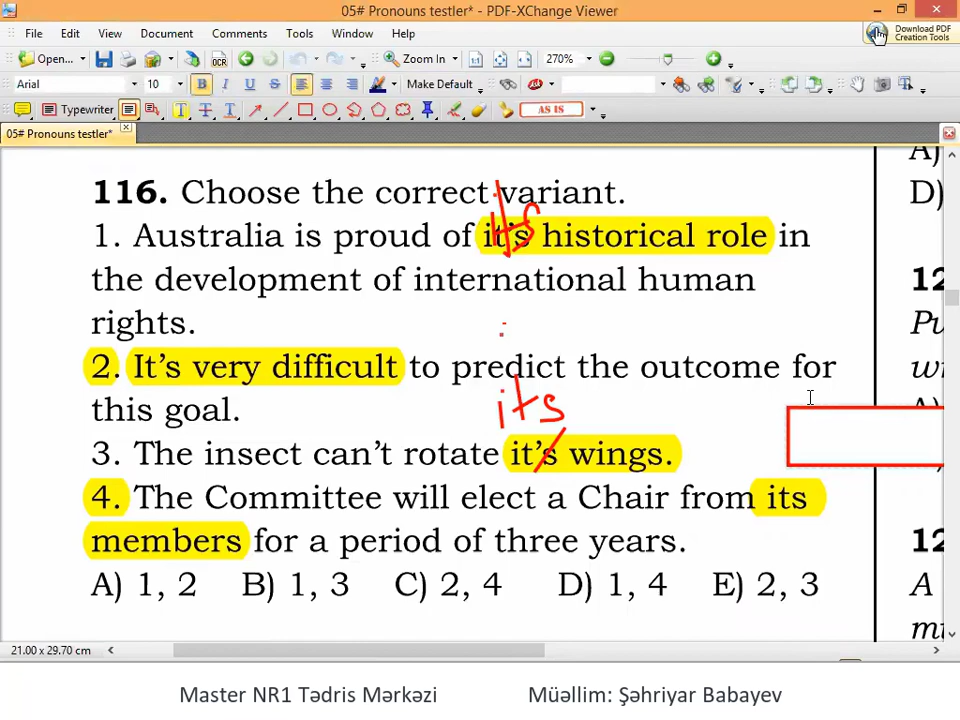 05# Pronouns testler* - PDF-XChange Viewer
File Edit View Document Comments Tools Window Help
Download PDF Creation Tools
Open... OCR Zoom In 270%
Arial 10 B I U S Make Default
Typewriter T T T AS IS
05# Pronouns testler*
116. Choose the correct variant.
its
1. Australia is proud of it's historical role in
the development of international human
rights.
2. It's very difficult to predict the outcome for
this goal.
its
3. The insect can't rotate it's wings.
4. The Committee will elect a Chair from its
members for a period of three years.
A) 1, 2 B) 1, 3 C) 2, 4 D) 1, 4 E) 2, 3
A)
D)
12
A)
12
A
21.00 x 29.70 cm
Master NR1 Tədris Mərkəzi Müəllim: Şəhriyar Babayev